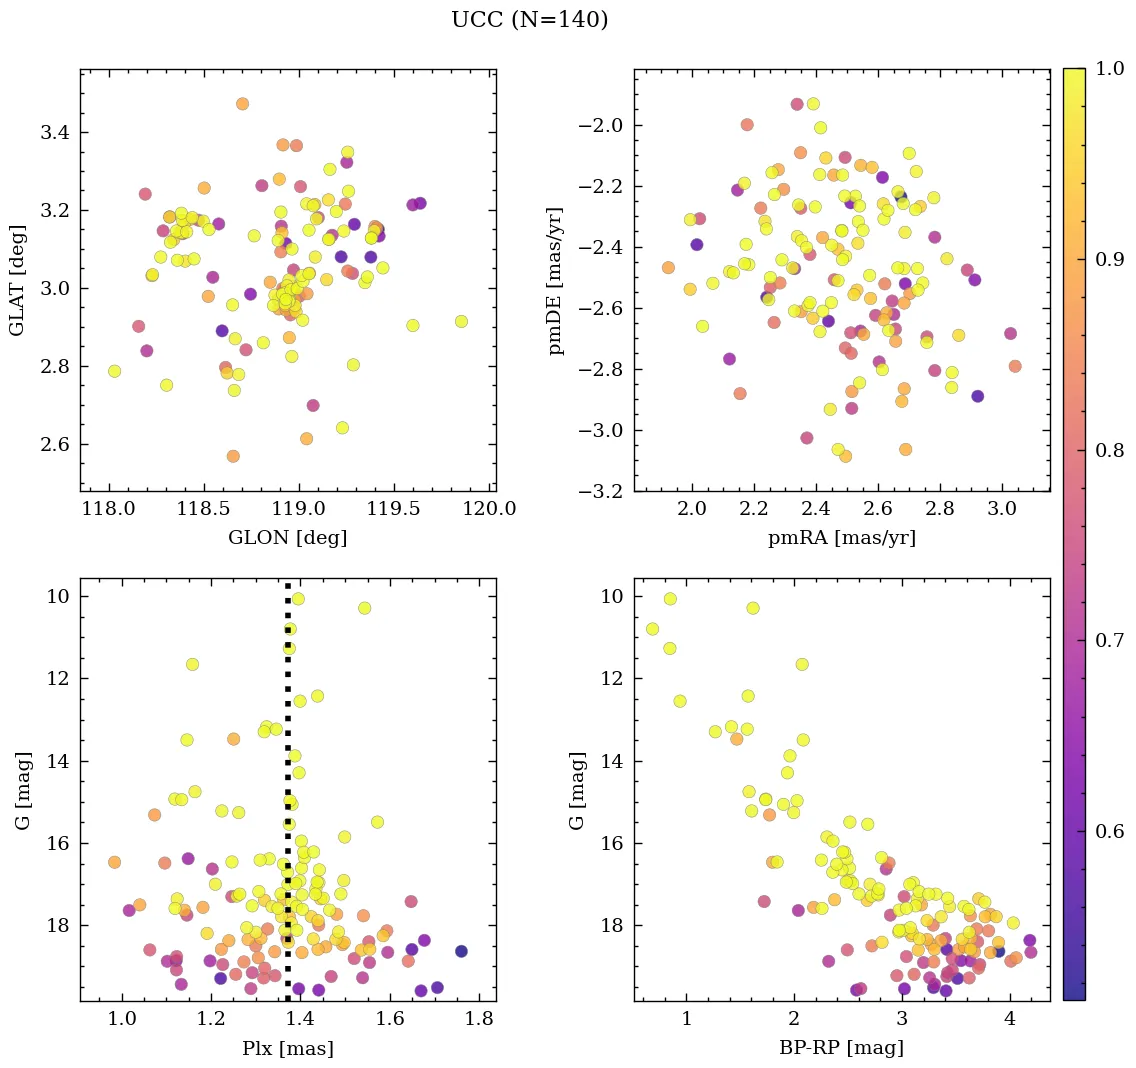 UCC (N=140)
3.4
3.2
3.0
2.8
2.6
GLAT [deg]
118.0 118.5 119.0 119.5 120.0
GLON [deg]
−2.0
−2.2
−2.4
−2.6
−2.8
−3.0
−3.2
pmDE [mas/yr]
2.0 2.2 2.4 2.6 2.8 3.0
pmRA [mas/yr]
10
12
14
16
18
G [mag]
1.0 1.2 1.4 1.6 1.8
Plx [mas]
10
12
14
16
18
G [mag]
1 2 3 4
BP-RP [mag]
1.0
0.9
0.8
0.7
0.6